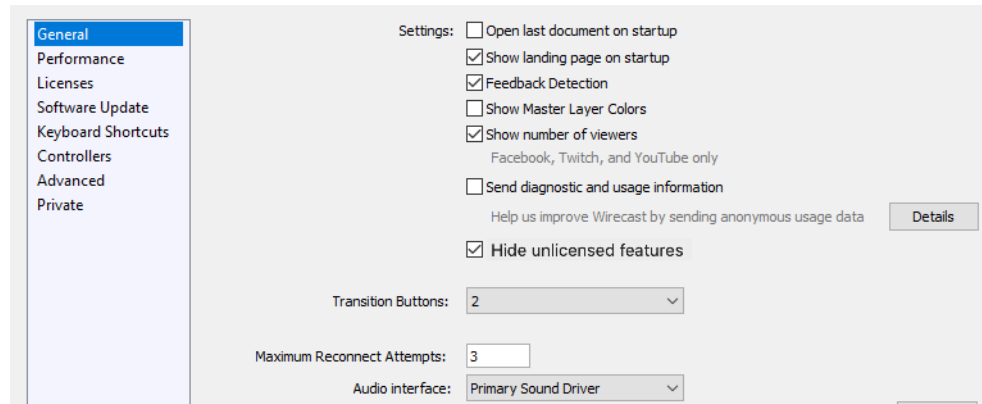 General
Performance
Licenses
Software Update
Keyboard Shortcuts
Controllers
Advanced
Private
Settings: Open last document on startup
Show landing page on startup
Feedback Detection
Show Master Layer Colors
Show number of viewers
Facebook, Twitch, and YouTube only
Send diagnostic and usage information
Help us improve Wirecast by sending anonymous usage data Details
Hide unlicensed features
Transition Buttons: 2
Maximum Reconnect Attempts: 3
Audio interface: Primary Sound Driver